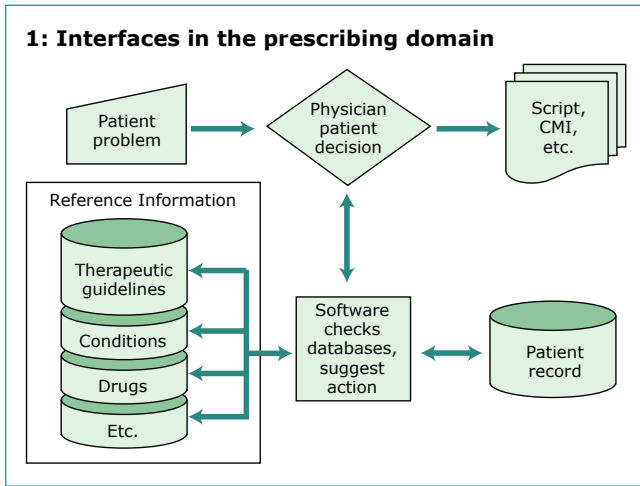 1: Interfaces in the prescribing domain
Patient
problem
Physician
patient
decision
Script,
CMI,
etc.
Reference Information
Therapeutic
guidelines
Conditions
Drugs
Etc.
Software
checks
databases,
suggest
action
Patient
record